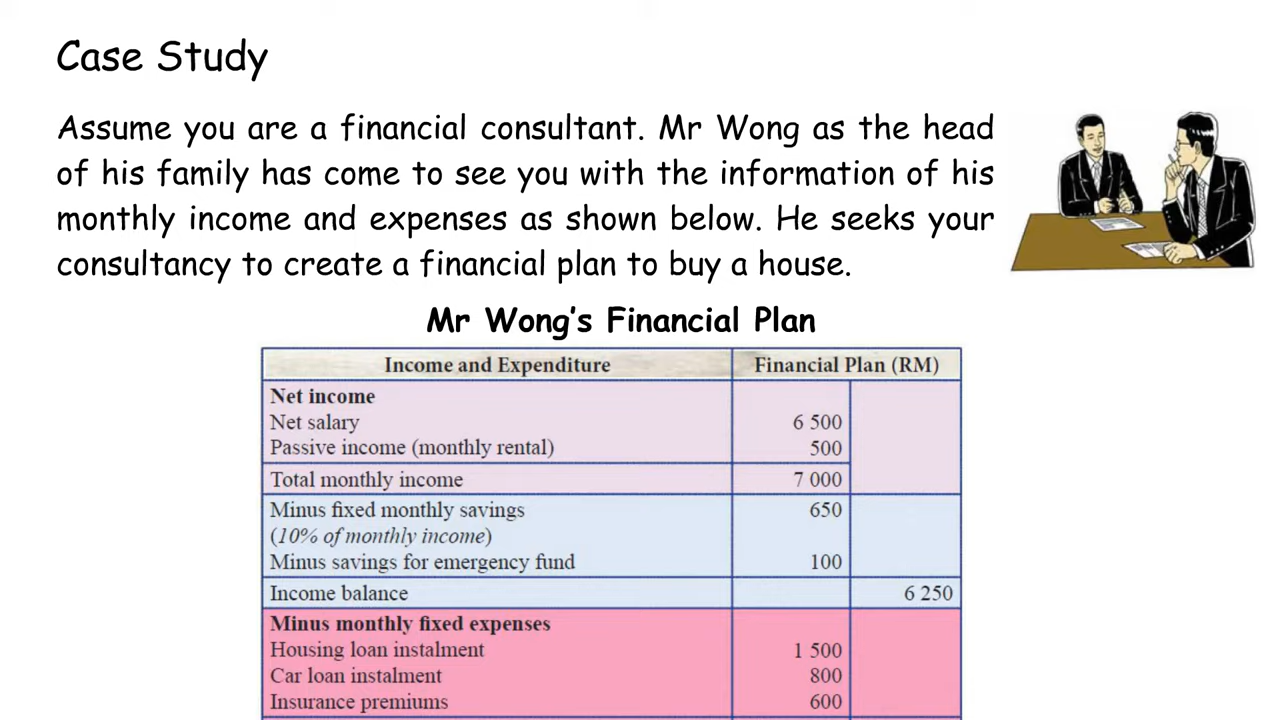 Case Study
Assume you are a financial consultant. Mr Wong as the head
of his family has come to see you with the information of his
monthly income and expenses as shown below. He seeks your
consultancy to create a financial plan to buy a house.
Mr Wong's Financial Plan
Income and Expenditure Financial Plan (RM)
Net income
Net salary 6 500
Passive income (monthly rental) 500
Total monthly income 7 000
Minus fixed monthly savings 650
(10% of monthly income)
Minus savings for emergency fund 100
Income balance 6 250
Minus monthly fixed expenses
Housing loan instalment 1 500
Car loan instalment 800
Insurance premiums 600